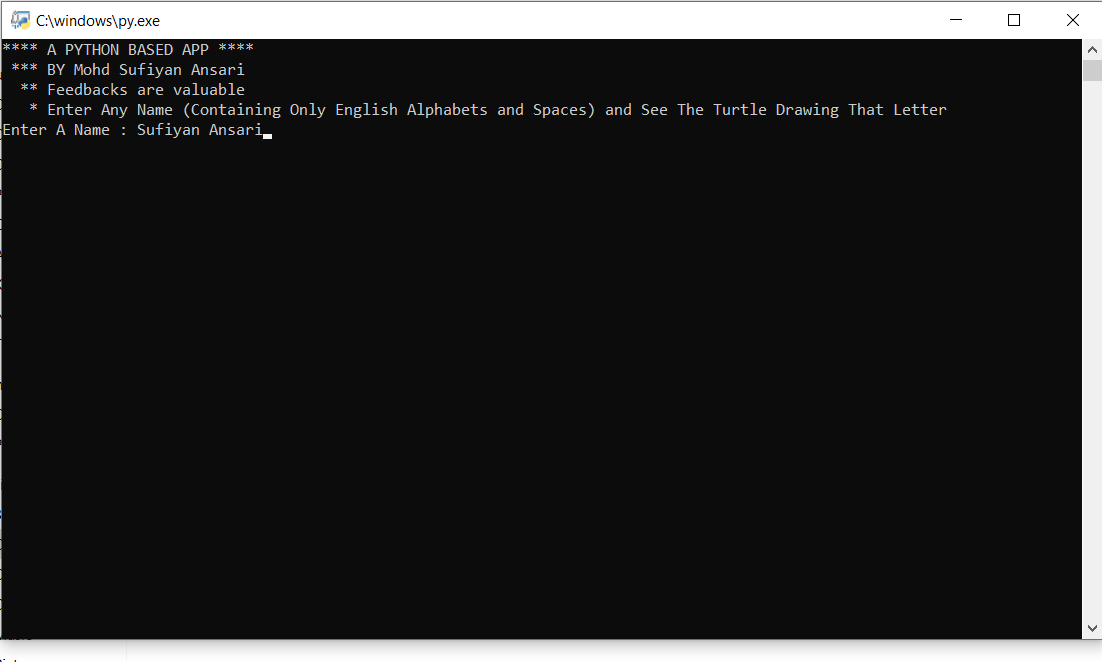 C:\windows\py.exe
**** A PYTHON BASED APP ****
*** BY Mohd Sufiyan Ansari
** Feedbacks are valuable
* Enter Any Name (Containing Only English Alphabets and Spaces) and See The Turtle Drawing That Letter
Enter A Name : Sufiyan Ansari